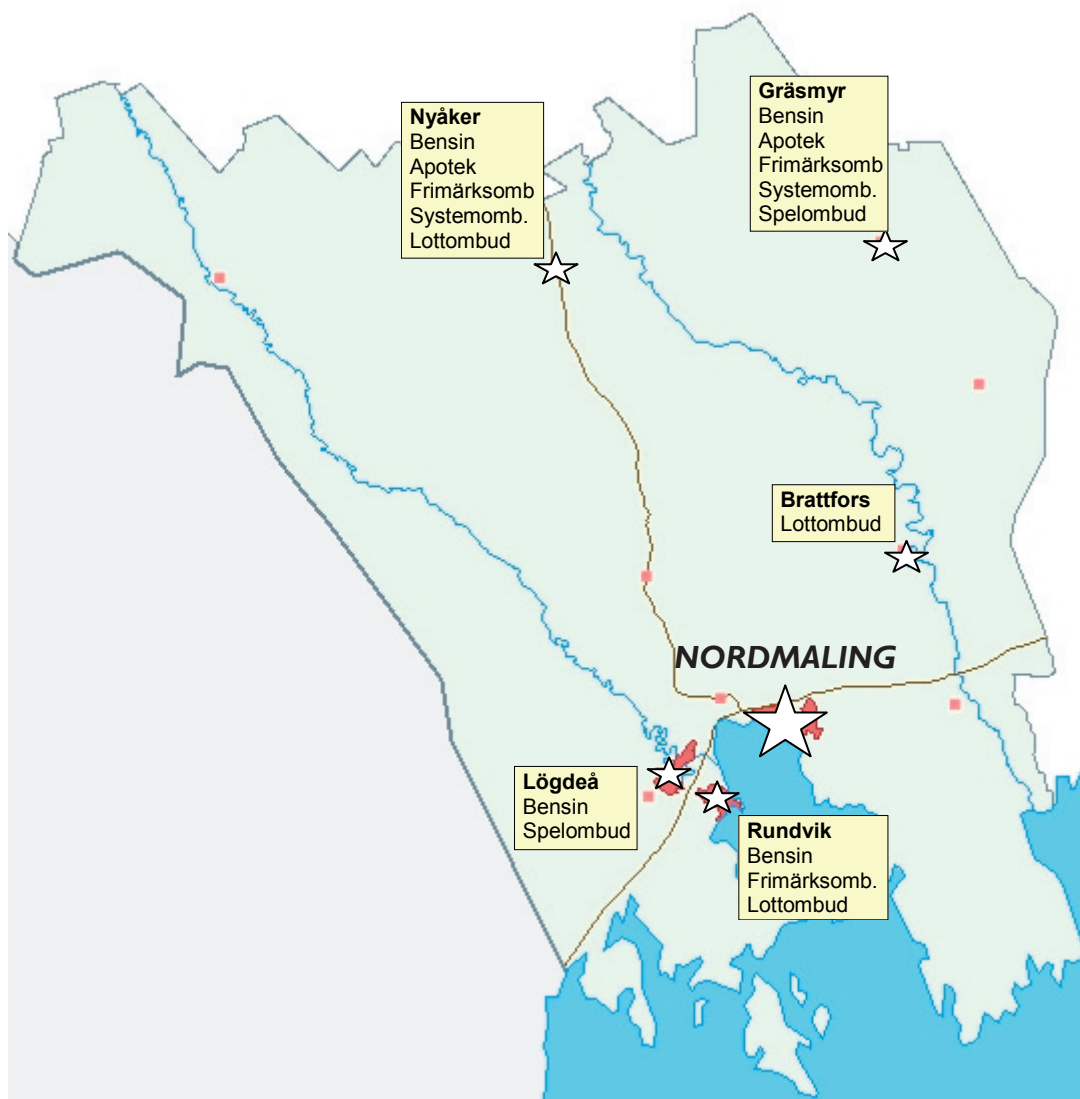 Nyåker
Bensin
Apotek
Frimärksomb
Systemomb.
Lottombud
Gräsmyr
Bensin
Apotek
Frimärksomb
Systemomb.
Spelombud
Brattfors
Lottombud
NORDMALING
Lögdeå
Bensin
Spelombud
Rundvik
Bensin
Frimärksomb.
Lottombud